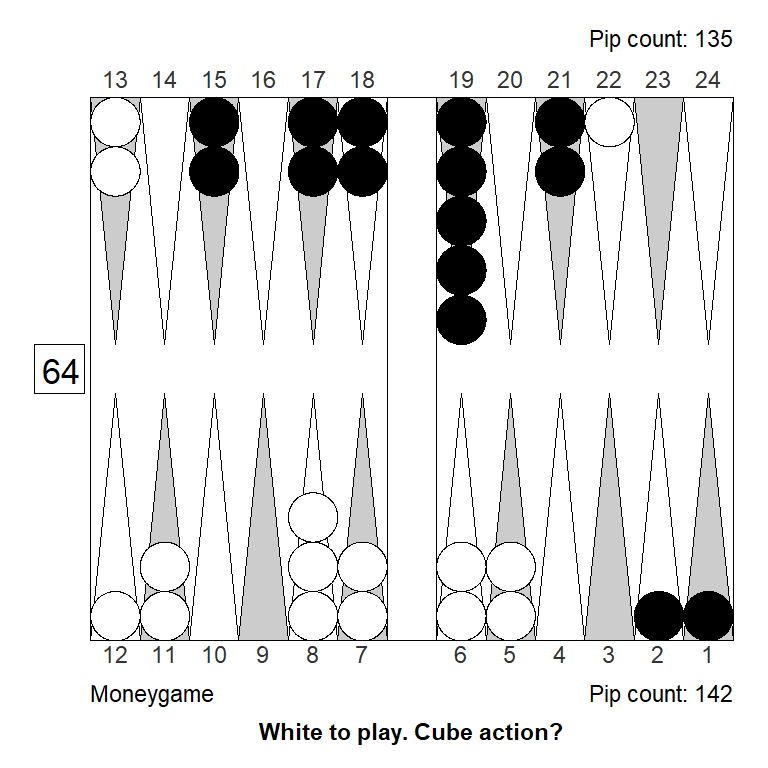 Pip count: 135
13 14 15 16 17 18 19 20 21 22 23 24
64
12 11 10 9 8 7 6 5 4 3 2 1
Moneygame Pip count: 142
White to play. Cube action?